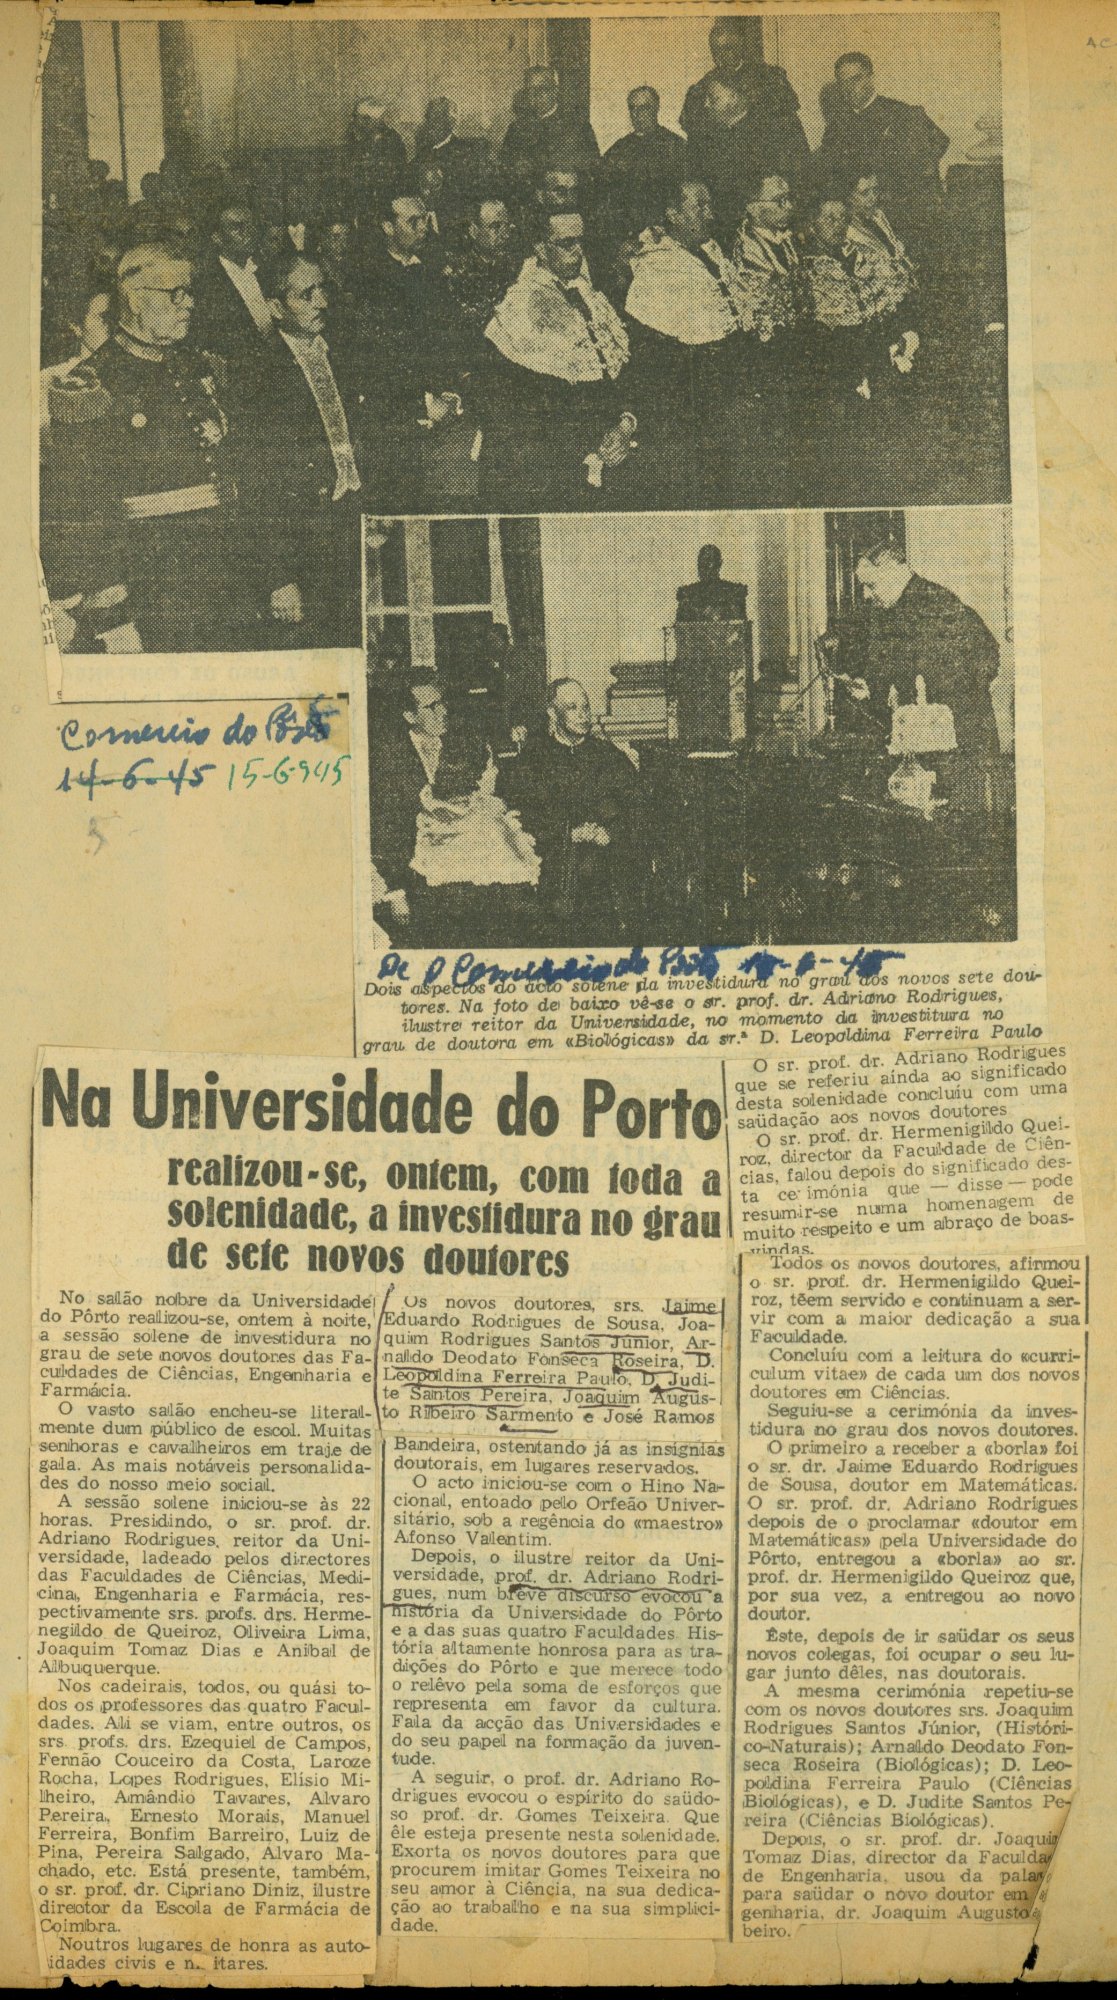 Comercio do Porto
14-6-45 15-6-945
De O Comercio do Porto
Dois aspectos do acto solene da investidura no grau dos novos sete dou-
tores. Na foto de baixo vê-se o sr. prof. dr. Adriano Rodrigues,
ilustre reitor da Universidade, no momento da investitura no
grau de doutora em «Biológicas» da sr.ª D. Leopoldina Ferreira Paulo
Na Universidade do Porto
realizou-se, ontem, com toda a
solenidade, a investidura no grau
de sete novos doutores
No salão nobre da Universidade
do Pôrto reallizou-se, ontem à noite,
a sessão solene de investidura no
grau de sete novos doutores das Fa-
culdades de Ciências, Engenharia e
Farmácia.
O vasto salão encheu-se literal-
mente dum público de escol. Muitas
senhoras e cavalheiros em traje de
gala. As mais notáveis personalida-
des do nosso meio social.
A sessão solene iniciou-se às 22
horas. Presidindo, o sr. prof. dr.
Adriano Rodrigues, reitor da Uni-
versidade, ladeado pelos directores
das Faculdades de Ciências, Medi-
cina, Engenharia e Farmácia, res-
pectivamente srs. profs. drs. Herme-
negildo de Queiroz, Oliveira Lima,
Joaquim Tomaz Dias e Aníbal de
Albuquerque.
Nos cadeirais, todos, ou quási to-
dos os professores das quatro Facul-
dades. Ali se viam, entre outros, os
srs. profs. drs. Ezequiel de Campos,
Fernão Couceiro da Costa, Laroze
Rocha, Lopes Rodrigues, Elísio Mi-
lheiro, Amândio Tavares, Alvaro
Pereira, Ernesto Morais, Manuel
Ferreira, Bonfim Barreiro, Luiz de
Pina, Pereira Salgado, Alvaro Ma-
chado, etc. Está presente, também,
o sr. prof. dr. Cipriano Diniz, ilustre
director da Escola de Farmácia de
Coimbra.
Noutros lugares de honra as auto-
idades civis e n. itares.
Os novos doutores, srs. Jaime
Eduardo Rodrigues de Sousa, Joa-
quim Rodrigues Santos Júnior, Ar-
naldo Deodato Fonseca Roseira, D.
Leopoldina Ferreira Paulo, D. Judi-
te Santos Pereira, Joaquim Augus-
to Ribeiro Sarmento e José Ramos
Bandeira, ostentando já as insígnias
doutorais, em lugares reservados.
O acto iniciou-se com o Hino Na-
cional, entoado pelo Orfeão Univer-
sitário, sob a regência do «maestro»
Afonso Valentim.
Depois, o ilustre reitor da Uni-
versidade, prof. dr. Adriano Rodri-
gues, num breve discurso evocou a
história da Universidade do Pôrto
e a das suas quatro Faculdades. His-
tória altamente honrosa para as tra-
dições do Pôrto e que merece todo
o relêvo pela soma de esforços que
representa em favor da cultura.
Fala da acção das Universidades e
do seu papel na formação da juven-
tude.
A seguir, o prof. dr. Adriano Ro-
drigues evocou o espírito do saüdo-
so prof. dr. Gomes Teixeira. Que
êle esteja presente nesta solenidade.
Exorta os novos doutores para que
procurem imitar Gomes Teixeira no
seu amor à Ciência, na sua dedica-
ção ao trabalho e na sua simplici-
dade.
O sr. prof. dr. Adriano Rodrigues
que se referiu aínda ao significado
desta solenidade concluíu com uma
saüdação aos novos doutores
O sr. prof. dr. Hermenigildo Quei-
roz, director da Faculdade de Ciên-
cias, falou depois do significado des-
ta cerimónia que — disse — pode
resumir-se numa homenagem de
muito respeito e um abraço de boas-
vindas.
Todos os novos doutores, afirmou
o sr. prof. dr. Hermenigildo Quei-
roz, têem servido e continuam a ser-
vir com a maior dedicação a sua
Faculdade.
Concluíu com a leitura do «curri-
culum vitae» de cada um dos novos
doutores em Ciências.
Seguiu-se a cerimónia da inves-
tidura no grau dos novos doutores.
O primeiro a receber a «borla» foi
o sr. dr. Jaime Eduardo Rodrigues
de Sousa, doutor em Matemáticas.
O sr. prof. dr. Adriano Rodrigues
depois de o proclamar «doutor em
Matemáticas» pela Universidade do
Pôrto, entregou a «borla» ao sr.
prof. dr. Hermenigildo Queiroz que,
por sua vez, a entregou ao novo
doutor.
Êste, depois de ir saüdar os seus
novos colegas, foi ocupar o seu lu-
gar junto dêles, nas doutorais.
A mesma cerimónia repetiu-se
com os novos doutores srs. Joaquim
Rodrigues Santos Júnior, (Históri-
co-Naturais); Arnaldo Deodato Fon-
seca Roseira (Biológicas); D. Leo-
poldina Ferreira Paulo (Ciências
Biológicas), e D. Judite Santos Pe-
reira (Ciências Biológicas).
Depois, o sr. prof. dr. Joaquim
Tomaz Dias, director da Faculda
de Engenharia, usou da pala
para saüdar o novo doutor em
genharia, dr. Joaquim Augusto
beiro.